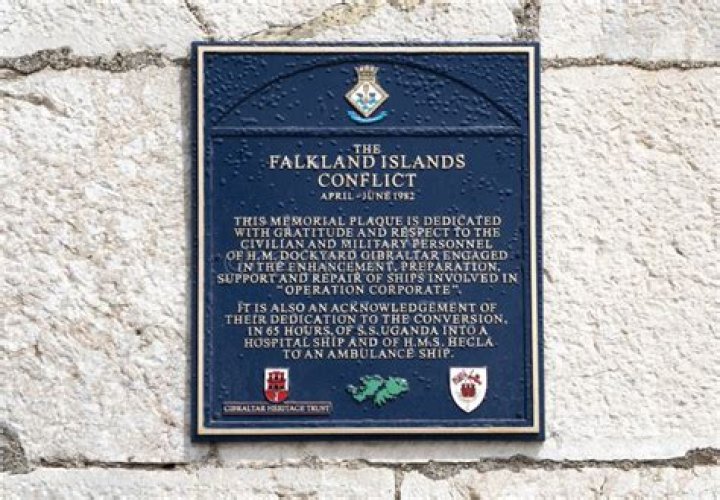 THE
FALKLAND ISLANDS
CONFLICT
APRIL - JUNE 1982
THIS MEMORIAL PLAQUE IS DEDICATED
WITH GRATITUDE AND RESPECT TO THE
CIVILIAN AND MILITARY PERSONNEL
OF H.M. DOCKYARD GIBRALTAR ENGAGED
IN THE ENHANCEMENT, PREPARATION,
SUPPORT AND REPAIR OF SHIPS INVOLVED IN
"OPERATION CORPORATE".
IT IS ALSO AN ACKNOWLEDGEMENT OF
THEIR DEDICATION TO THE CONVERSION,
IN 65 HOURS, OF S.S.UGANDA INTO A
HOSPITAL SHIP AND OF H.M.S. HECLA
TO AN AMBULANCE SHIP.
GIBRALTAR HERITAGE TRUST